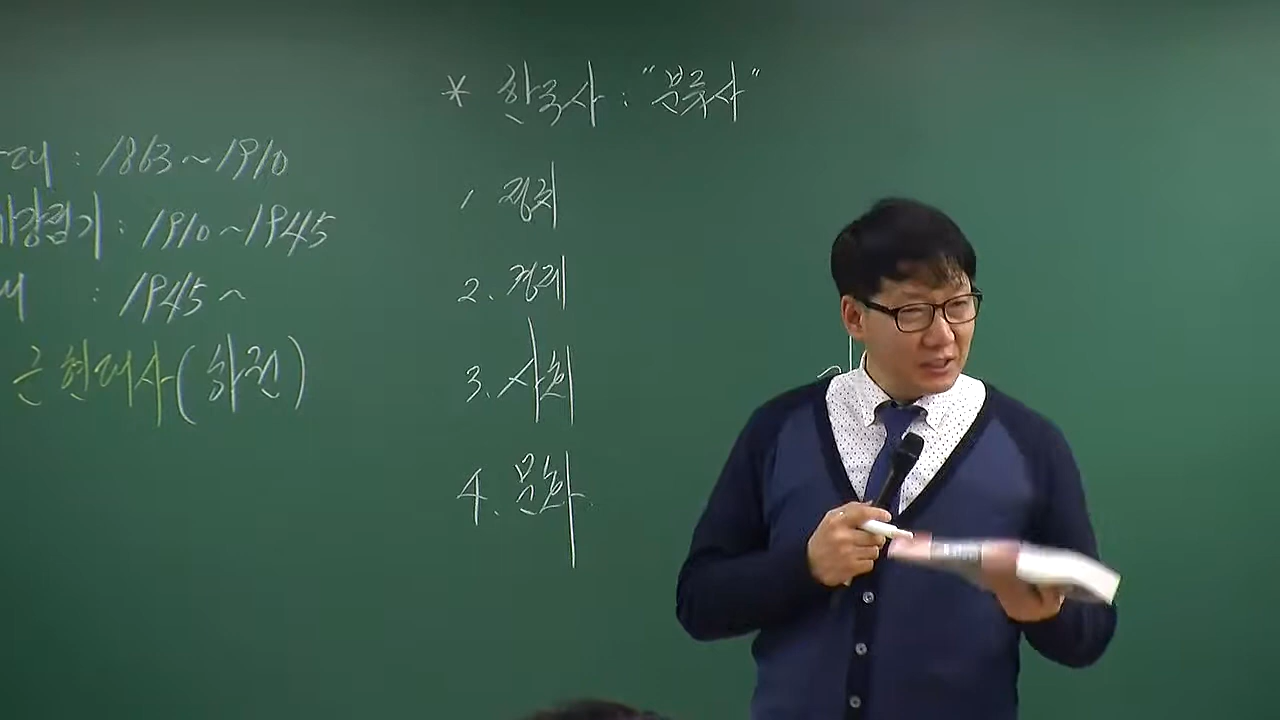 대 : 1863~1910
강점기 : 1910~1945
: 1945~
근현대사(하권)
* 한국사 : "분류사"
1. 정치
2. 경제
3. 사회
4. 문화